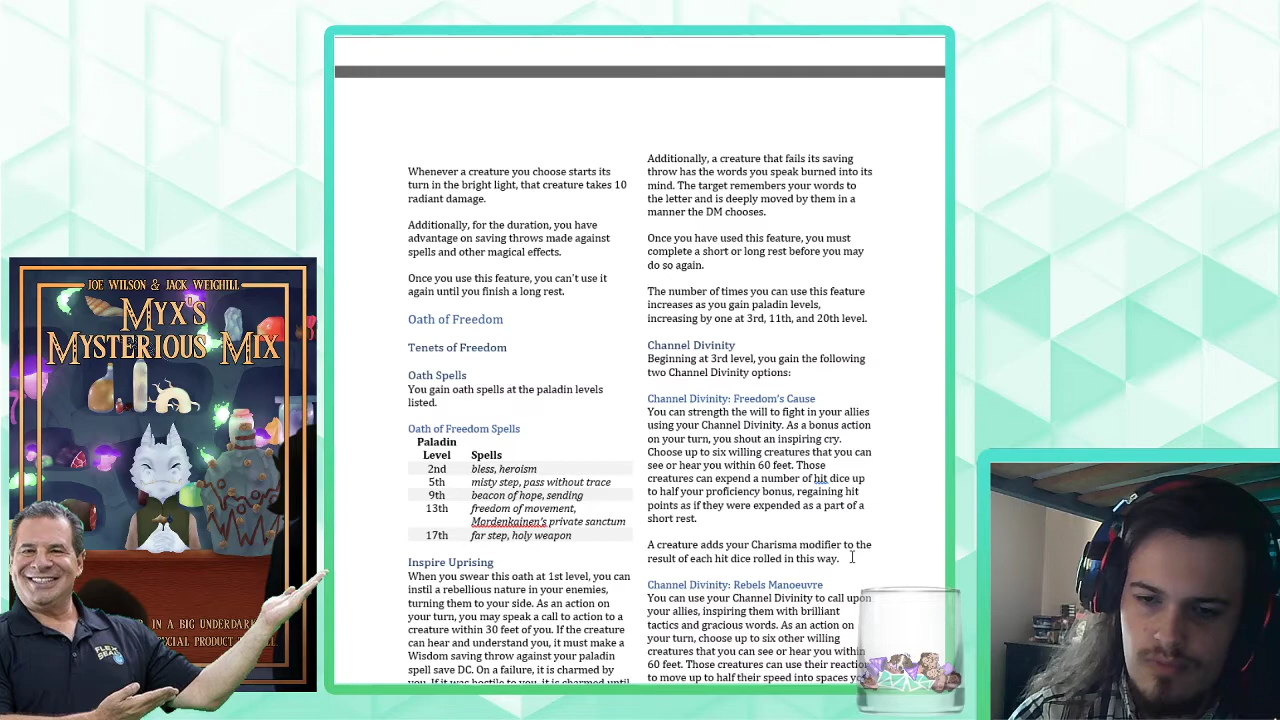 JOE WILSON & JACK WEIGHILL
MYX'S
MYSTERIOUS MIX
IN A BIG UNDERDARK
FLEX
SEAL
Whenever a creature you choose starts its
turn in the bright light, that creature takes 10
radiant damage.
Additionally, for the duration, you have
advantage on saving throws made against
spells and other magical effects.
Once you use this feature, you can't use it
again until you finish a long rest.
Oath of Freedom
Tenets of Freedom
Oath Spells
You gain oath spells at the paladin levels
listed.
Oath of Freedom Spells
Paladin
Level Spells
2nd bless, heroism
5th misty step, pass without trace
9th beacon of hope, sending
13th freedom of movement,
Mordenkainen's private sanctum
17th far step, holy weapon
Inspire Uprising
When you swear this oath at 1st level, you can
instil a rebellious nature in your enemies,
turning them to your side. As an action on
your turn, you may speak a call to action to a
creature within 30 feet of you. If the creature
can hear and understand you, it must make a
Wisdom saving throw against your paladin
spell save DC. On a failure, it is charmed by
you. If it was hostile to you, it is charmed until
Additionally, a creature that fails its saving
throw has the words you speak burned into its
mind. The target remembers your words to
the letter and is deeply moved by them in a
manner the DM chooses.
Once you have used this feature, you must
complete a short or long rest before you may
do so again.
The number of times you can use this feature
increases as you gain paladin levels,
increasing by one at 3rd, 11th, and 20th level.
Channel Divinity
Beginning at 3rd level, you gain the following
two Channel Divinity options:
Channel Divinity: Freedom's Cause
You can strength the will to fight in your allies
using your Channel Divinity. As a bonus action
on your turn, you shout an inspiring cry.
Choose up to six willing creatures that you can
see or hear you within 60 feet. Those
creatures can expend a number of hit dice up
to half your proficiency bonus, regaining hit
points as if they were expended as a part of a
short rest.
A creature adds your Charisma modifier to the
result of each hit dice rolled in this way.
Channel Divinity: Rebels Manoeuvre
You can use your Channel Divinity to call upon
your allies, inspiring them with brilliant
tactics and gracious words. As an action on
your turn, choose up to six other willing
creatures that you can see or hear you within
60 feet. Those creatures can use their reaction
to move up to half their speed into spaces